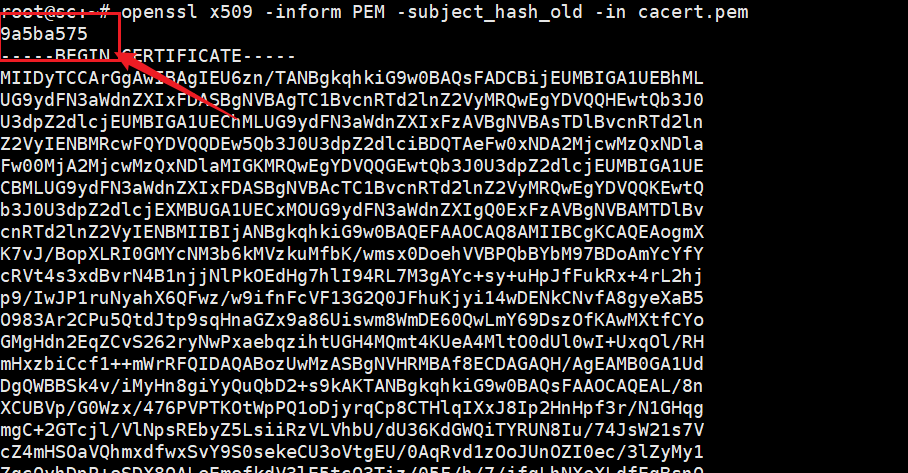 root@sc:~# openssl x509 -inform PEM -subject_hash_old -in cacert.pem
9a5ba575
-----BEGIN CERTIFICATE-----
MIIDyTCCArGgAwIBAgIEU6zn/TANBgkqhkiG9w0BAQsFADCBijEUMBIGA1UEBhML
UG9ydFN3aWdnZXIxFDASBgNVBAgTC1BvcnRTd2lnZ2VyMRQwEgYDVQQHEwtQb3J0
U3dpZ2dlcjEUMBIGA1UEChMLUG9ydFN3aWdnZXIxFzAVBgNVBAsTDlBvcnRTd2ln
Z2VyIENBMRcwFQYDVQQDEw5Qb3J0U3dpZ2dlciBDQTAeFw0xNDA2MjcwMzQxNDla
Fw00MjA2MjcwMzQxNDlaMIGKMRQwEgYDVQQGEwtQb3J0U3dpZ2dlcjEUMBIGA1UE
CBMLUG9ydFN3aWdnZXIxFDASBgNVBAcTC1BvcnRTd2lnZ2VyMRQwEgYDVQQKEwtQ
b3J0U3dpZ2dlcjEXMBUGA1UECxMOUG9ydFN3aWdnZXIgQ0ExFzAVBgNVBAMTDlBv
cnRTd2lnZ2VyIENBMIIBIjANBgkqhkiG9w0BAQEFAAOCAQ8AMIIBCgKCAQEAogmX
K7vJ/BopXLRI0GMYcNM3b6kMVzkuMfbK/wmsx0DoehVVBPQbBYbM97BDoAmYcYfY
cRVt4s3xdBvrN4B1njjNlPkOEdHg7hlI94RL7M3gAYc+sy+uHpJfFukRx+4rL2hj
p9/IwJP1ruNyahX6QFwz/w9ifnFcVF13G2Q0JFhuKjyi14wDENkCNvfA8gyeXaB5
O983Ar2CPu5QtdJtp9sqHnaGZx9a86Uiswm8WmDE60QwLmY69DszOfKAwMXtfCYo
GMgHdn2EqZCvS262ryNwPxaebqzihtUGH4MQmt4KUeA4MltO0dUl0wI+UxqOl/RH
mHxzbiCcf1++mWrRFQIDAQABozUwMzASBgNVHRMBAf8ECDAGAQH/AgEAMB0GA1Ud
DgQWBBSk4v/iMyHn8giYyQuQbD2+s9kAKTANBgkqhkiG9w0BAQsFAAOCAQEAL/8n
XCUBVp/G0Wzx/476PVPTKOtWpPQ1oDjyrqCp8CTHlqIXxJ8Ip2HnHpf3r/N1GHqg
mgC+2GTcjl/VlNpsREbyZ5LsiiRzVLVhbU/dU36KdGWQiTYRUN8Iu/74JsW21s7V
cZ4mHSOaVQhmxdfwxSvY9S0sekeCU3oVtgEU/0AqRvd1zOoJUnOZI0ec/3lZyMy1